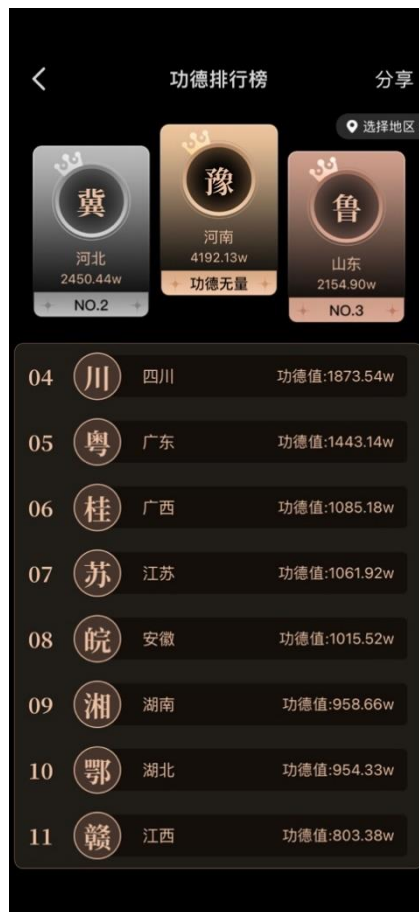 功德排行榜
分享
选择地区
冀
河北
2450.44w
NO.2
豫
河南
4192.13w
功德无量
鲁
山东
2154.90w
NO.3
04 川 四川 功德值:1873.54w
05 粤 广东 功德值:1443.14w
06 桂 广西 功德值:1085.18w
07 苏 江苏 功德值:1061.92w
08 皖 安徽 功德值:1015.52w
09 湘 湖南 功德值:958.66w
10 鄂 湖北 功德值:954.33w
11 赣 江西 功德值:803.38w